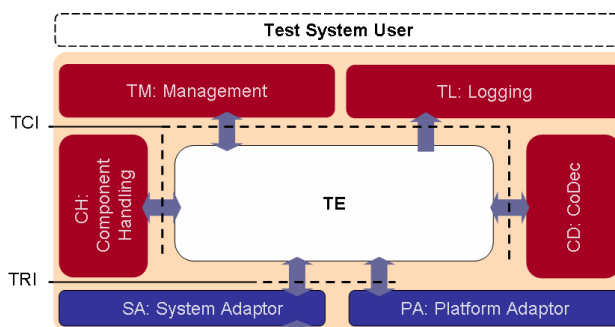 Test System User
TM: Management
TL: Logging
TCI
CH:
Component
Handling
TE
CD: CoDec
TRI
SA: System Adaptor
PA: Platform Adaptor